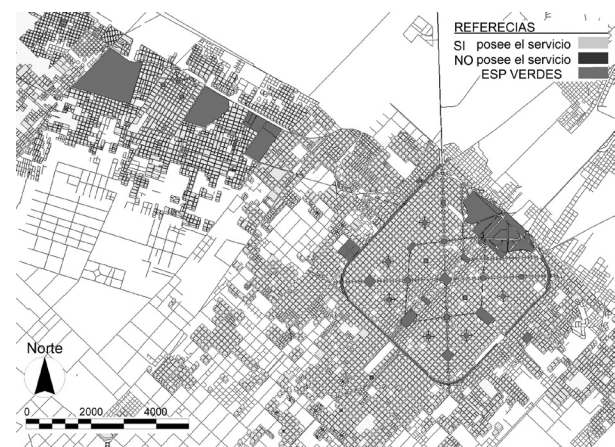 REFERECIAS
SI posee el servicio
NO posee el servicio
ESP VERDES
Norte
0 2000 4000